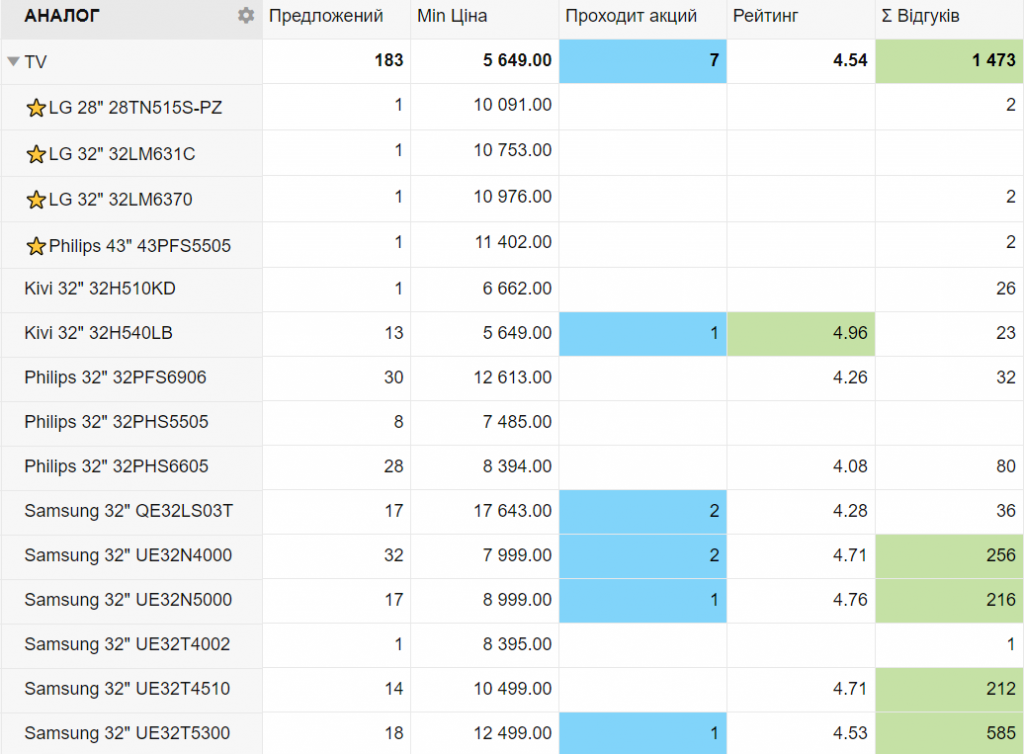 АНАЛОГ Предложений Min Ціна Проходит акций Рейтинг Σ Відгуків
TV 183 5 649.00 7 4.54 1 473
LG 28" 28TN515S-PZ 1 10 091.00 2
LG 32" 32LM631C 1 10 753.00
LG 32" 32LM6370 1 10 976.00 2
Philips 43" 43PFS5505 1 11 402.00 2
Kivi 32" 32H510KD 1 6 662.00 26
Kivi 32" 32H540LB 13 5 649.00 1 4.96 23
Philips 32" 32PFS6906 30 12 613.00 4.26 32
Philips 32" 32PHS5505 8 7 485.00
Philips 32" 32PHS6605 28 8 394.00 4.08 80
Samsung 32" QE32LS03T 17 17 643.00 2 4.28 36
Samsung 32" UE32N4000 32 7 999.00 2 4.71 256
Samsung 32" UE32N5000 17 8 999.00 1 4.76 216
Samsung 32" UE32T4002 1 8 395.00 1
Samsung 32" UE32T4510 14 10 499.00 4.71 212
Samsung 32" UE32T5300 18 12 499.00 1 4.53 585